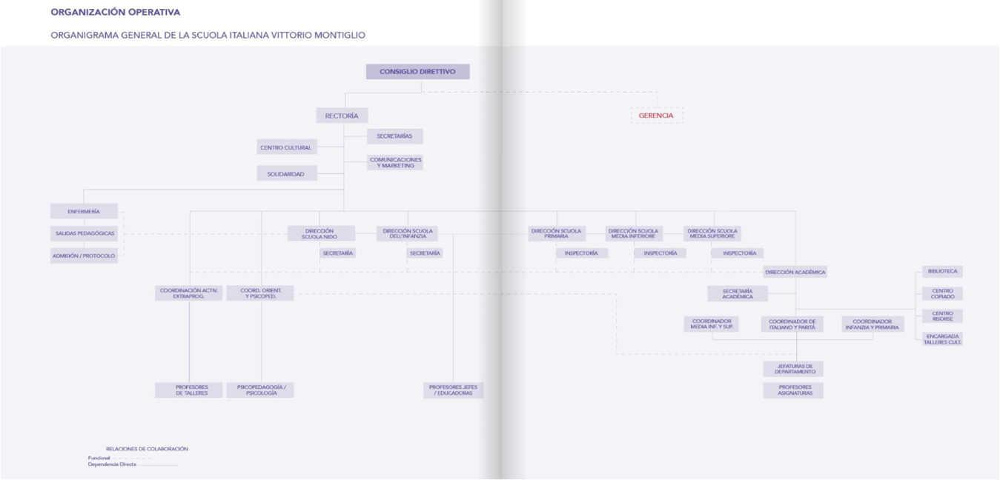 ORGANIZACIÓN OPERATIVA
ORGANIGRAMA GENERAL DE LA SCUOLA ITALIANA VITTORIO MONTIGLIO
CONSIGLIO DIRETTIVO
RECTORÍA
GERENCIA
SECRETARÍAS
CENTRO CULTURAL
COMUNICACIONES
Y MARKETING
SOLIDARIDAD
ENFERMERÍA
SALIDAS PEDAGÓGICAS
ADMISIÓN / PROTOCOLO
DIRECCIÓN
SCUOLA NIDO
DIRECCIÓN SCUOLA
DELL'INFANZIA
DIRECCIÓN SCUOLA
PRIMARIA
DIRECCIÓN SCUOLA
MEDIA INFERIORE
DIRECCIÓN SCUOLA
MEDIA SUPERIORE
SECRETARÍA
SECRETARÍA
INSPECTORÍA
INSPECTORÍA
INSPECTORÍA
DIRECCIÓN ACADÉMICA
BIBLIOTECA
COORDINACIÓN ACTIV.
EXTRAPROG.
COORD. ORIENT.
Y PSICOPED.
SECRETARÍA
ACADÉMICA
CENTRO
COPIADO
CENTRO
RISORSE
COORDINADOR
MEDIA INF. Y SUP.
COORDINADOR DE
ITALIANO Y PARITÁ.
COORDINADOR
INFANZIA Y PRIMARIA
ENCARGADA
TALLERES CULT.
JEFATURAS DE
DEPARTAMENTO
PROFESORES
DE TALLERES
PSICOPEDAGOGÍA /
PSICOLOGÍA
PROFESORES JEFES
/ EDUCADORAS
PROFESORES
ASIGNATURAS
RELACIONES DE COLABORACIÓN
Funcional
Dependencia Directa